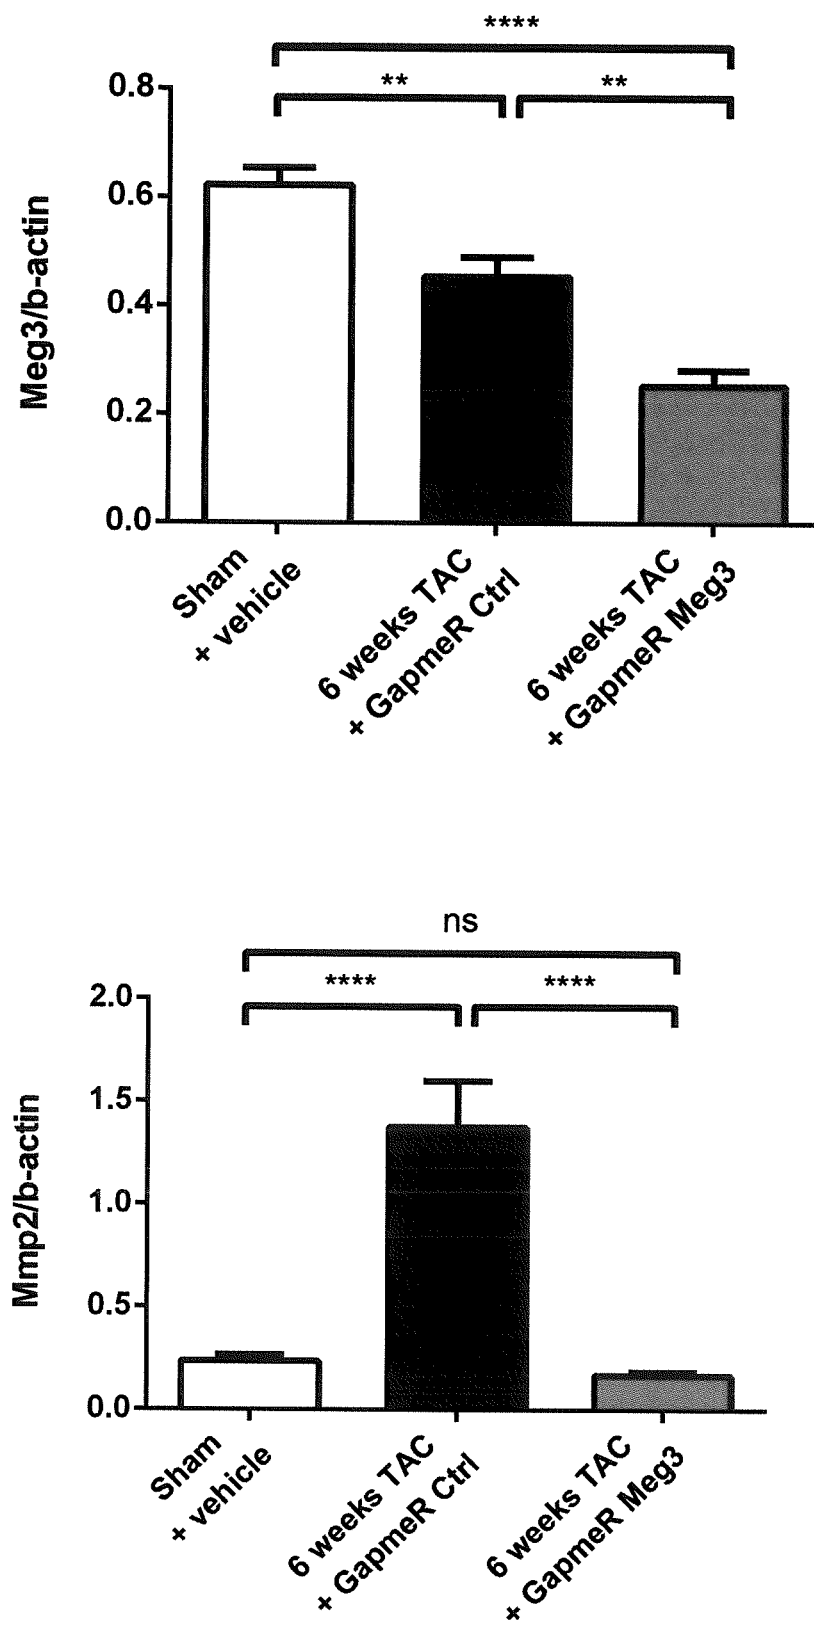 ****
**
**
0.8
0.6
0.4
0.2
0.0
Meg3/b-actin
Sham
+ vehicle
6 weeks TAC
+ GapmeR Ctrl
6 weeks TAC
+ GapmeR Meg3
ns
****
****
2.0
1.5
1.0
0.5
0.0
Mmp2/b-actin
Sham
+ vehicle
6 weeks TAC
+ GapmeR Ctrl
6 weeks TAC
+ GapmeR Meg3